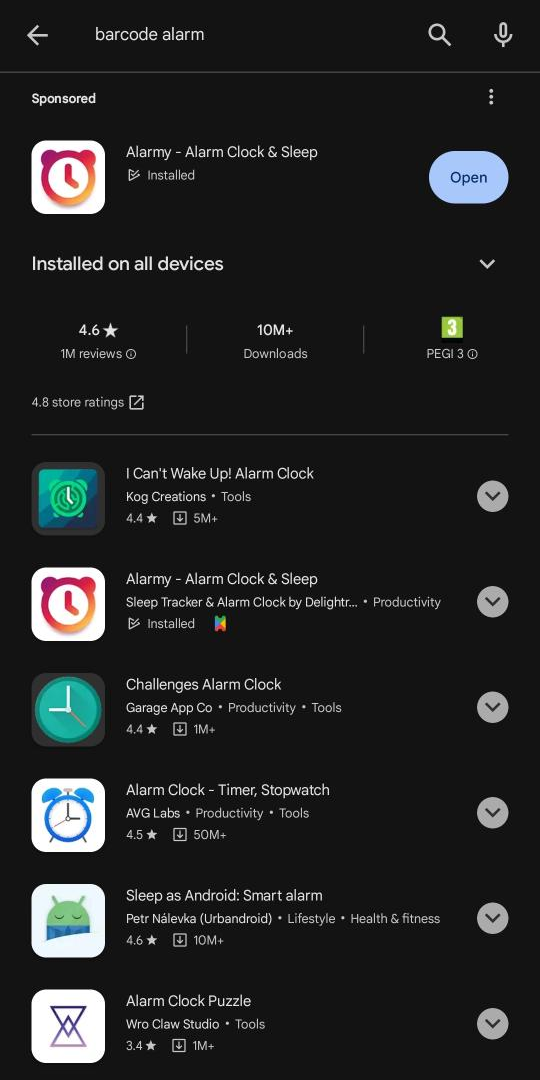 barcode alarm
Sponsored
Alarmy - Alarm Clock & Sleep
Installed
Open
Installed on all devices
4.6★
1M reviews
10M+
Downloads
3
PEGI 3
4.8 store ratings
I Can't Wake Up! Alarm Clock
Kog Creations • Tools
4.4★ 5M+
Alarmy - Alarm Clock & Sleep
Sleep Tracker & Alarm Clock by Delightr... • Productivity
Installed
Challenges Alarm Clock
Garage App Co • Productivity • Tools
4.4★ 1M+
Alarm Clock - Timer, Stopwatch
AVG Labs • Productivity • Tools
4.5★ 50M+
Sleep as Android: Smart alarm
Petr Nálevka (Urbandroid) • Lifestyle • Health & fitness
4.6★ 10M+
Alarm Clock Puzzle
Wro Claw Studio • Tools
3.4★ 1M+